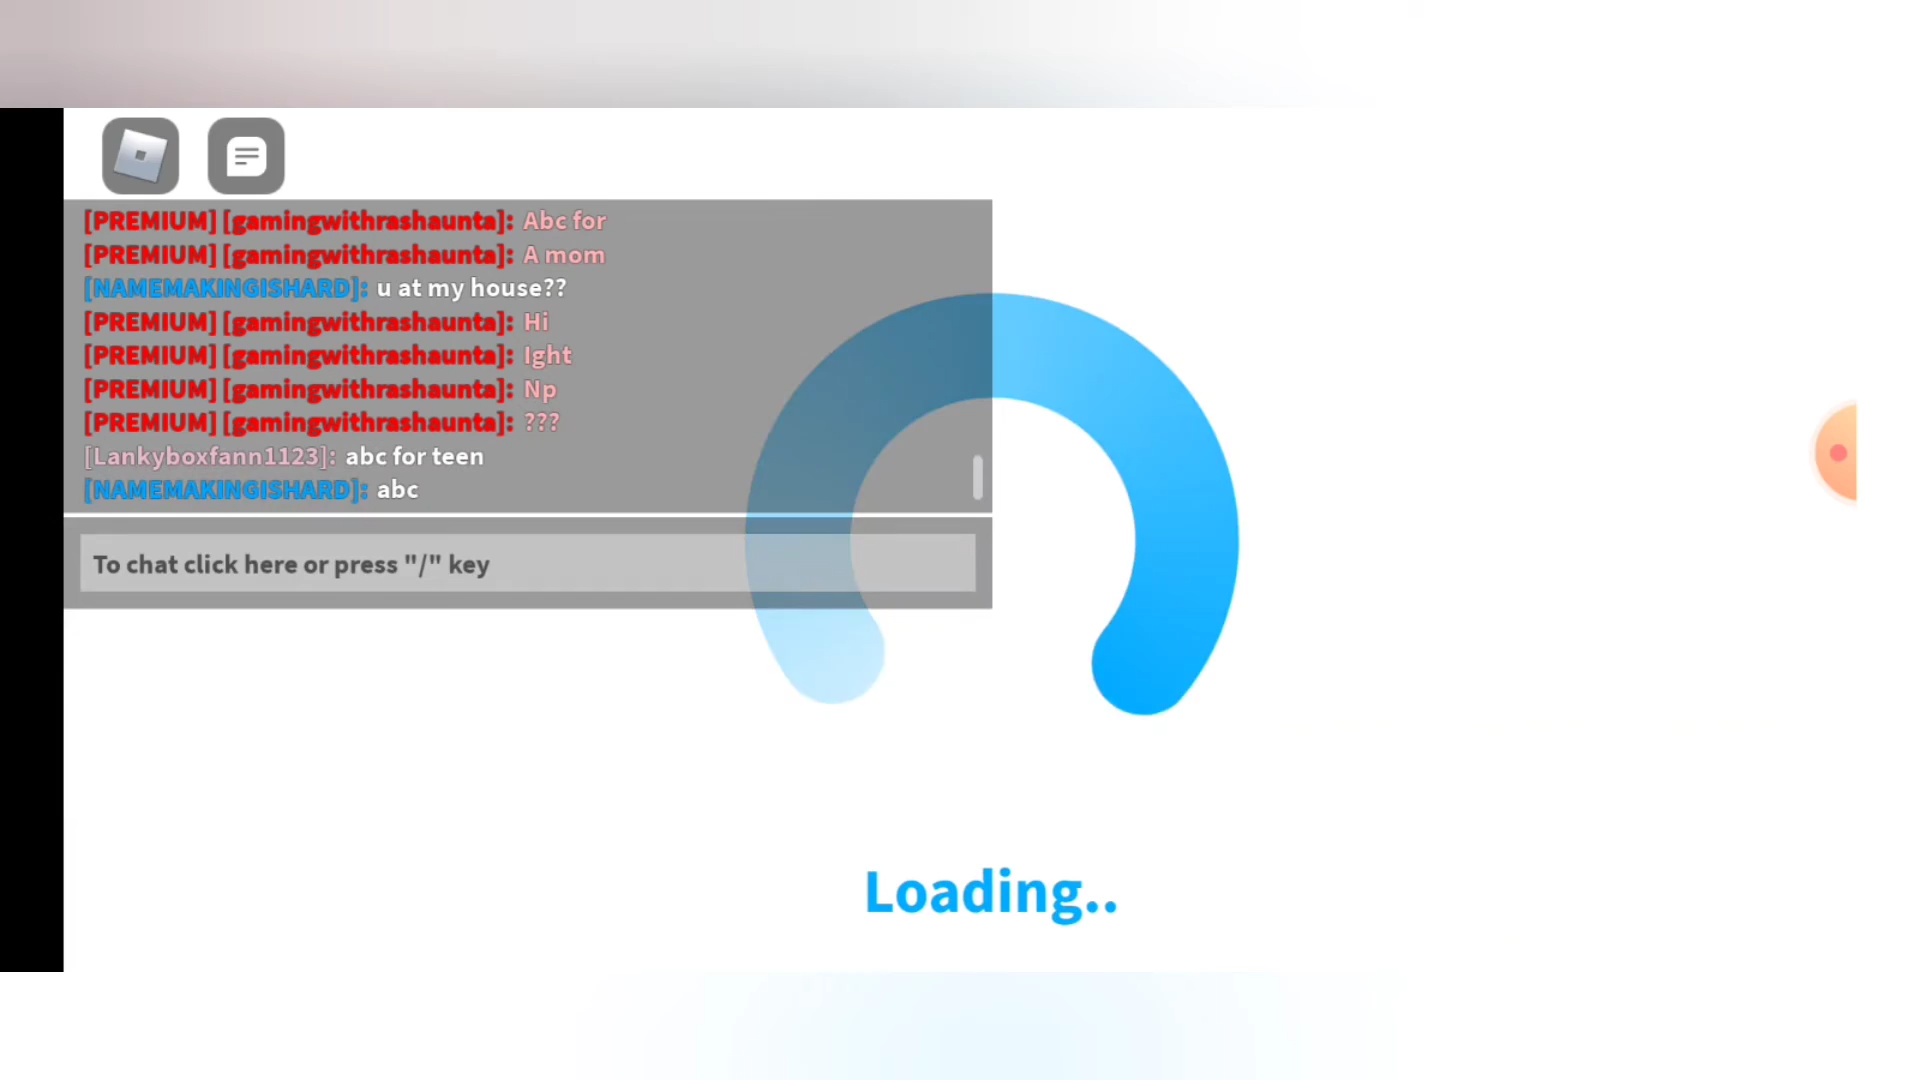 [PREMIUM] [gamingwithrashaunta]: Abc for
[PREMIUM] [gamingwithrashaunta]: A mom
[NAMEMAKINGISHARD]: u at my house??
[PREMIUM] [gamingwithrashaunta]: Hi
[PREMIUM] [gamingwithrashaunta]: Ight
[PREMIUM] [gamingwithrashaunta]: Np
[PREMIUM] [gamingwithrashaunta]: ???
[Lankyboxfann1123]: abc for teen
[NAMEMAKINGISHARD]: abc
To chat click here or press "/" key
Loading..